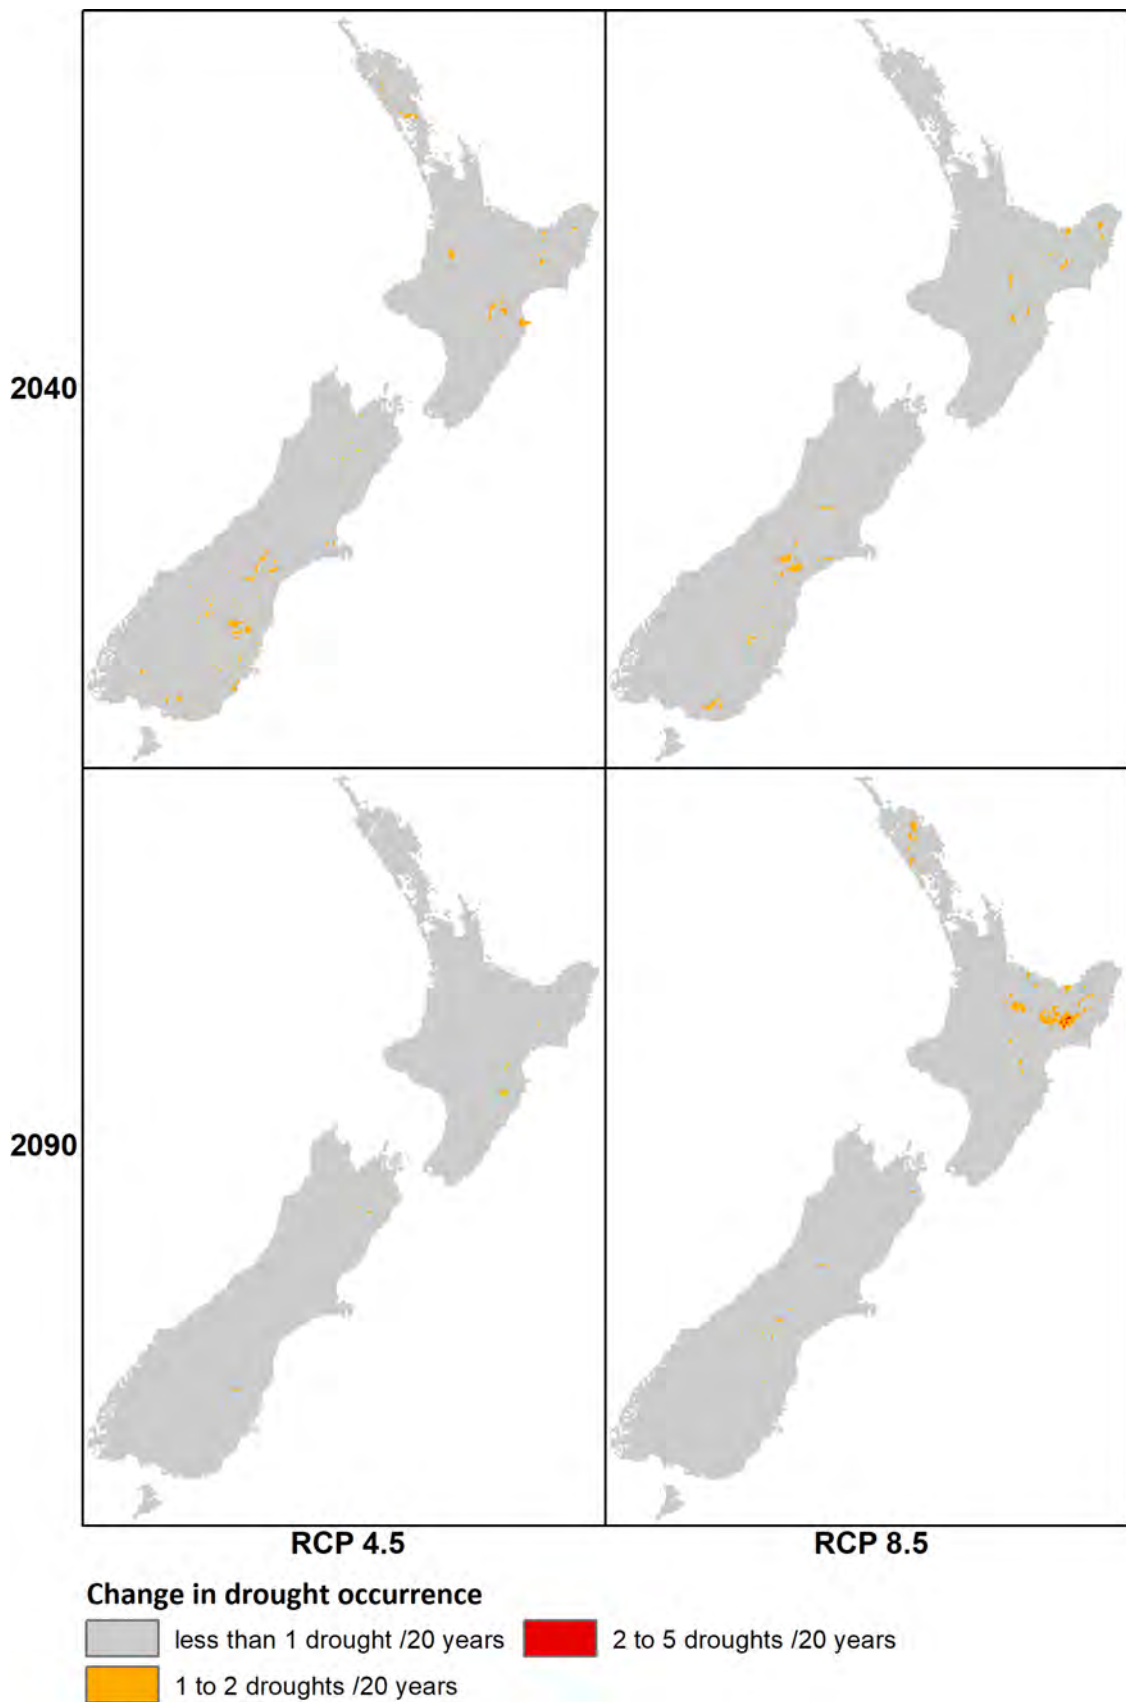 2040
2090
RCP 4.5
RCP 8.5
Change in drought occurrence
less than 1 drought /20 years
2 to 5 droughts /20 years
1 to 2 droughts /20 years